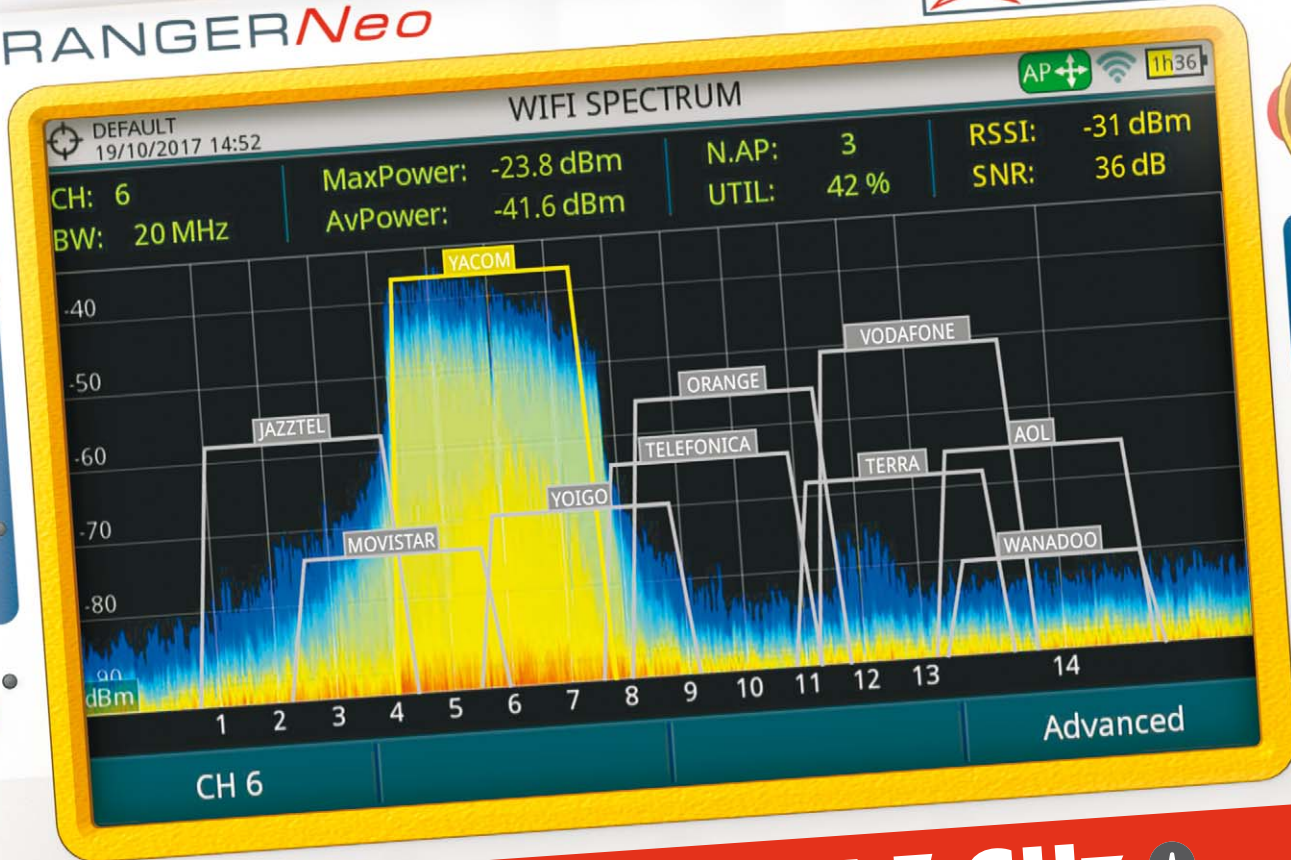 RANGERNeo
DEFAULT
19/10/2017 14:52
WIFI SPECTRUM
AP
1h36
CH: 6
BW: 20 MHz
MaxPower: -23.8 dBm
AvPower: -41.6 dBm
N.AP: 3
UTIL: 42 %
RSSI: -31 dBm
SNR: 36 dB
-40
-50
-60
-70
-80
90
dBm
YACOM
VODAFONE
ORANGE
JAZZTEL
AOL
TELEFONICA
TERRA
YOIGO
MOVISTAR
WANADOO
1 2 3 4 5 6 7 8 9 10 11 12 13 14
CH 6
Advanced